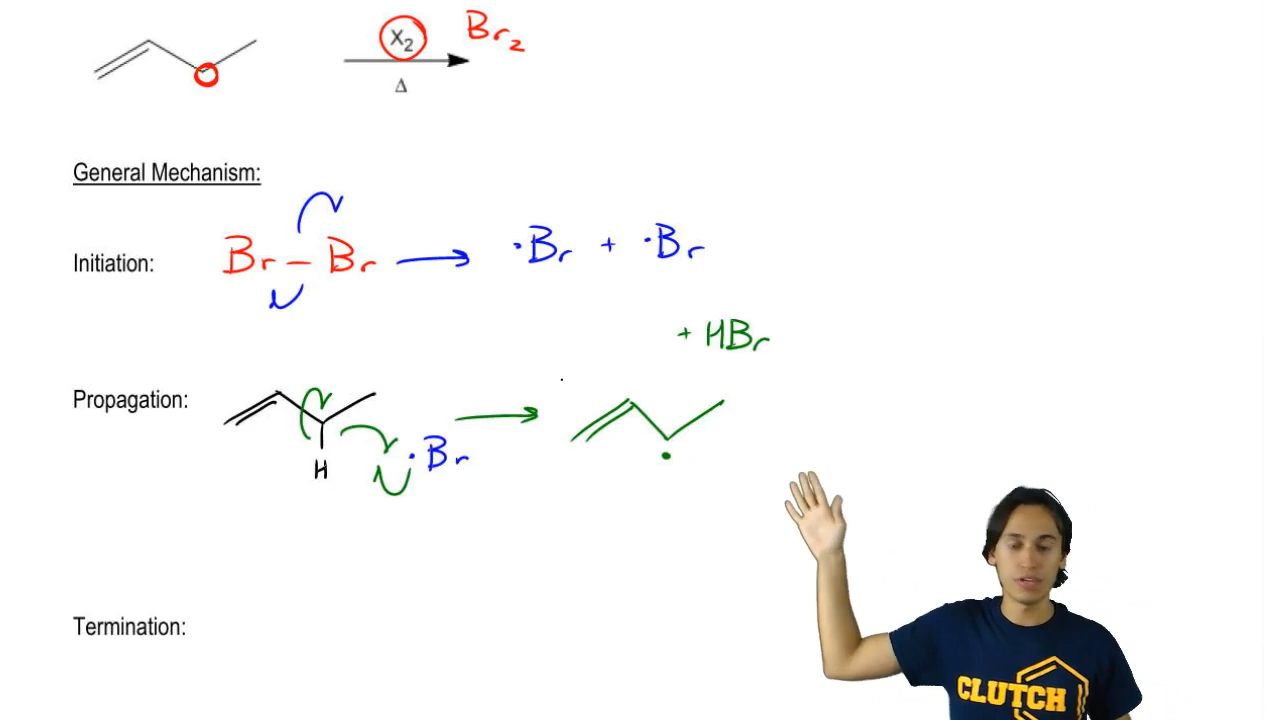 X₂ Br₂
Δ
General Mechanism:
Initiation: Br – Br → ·Br + ·Br
+ HBr
Propagation:
·Br
H
Termination:
CLUTCH